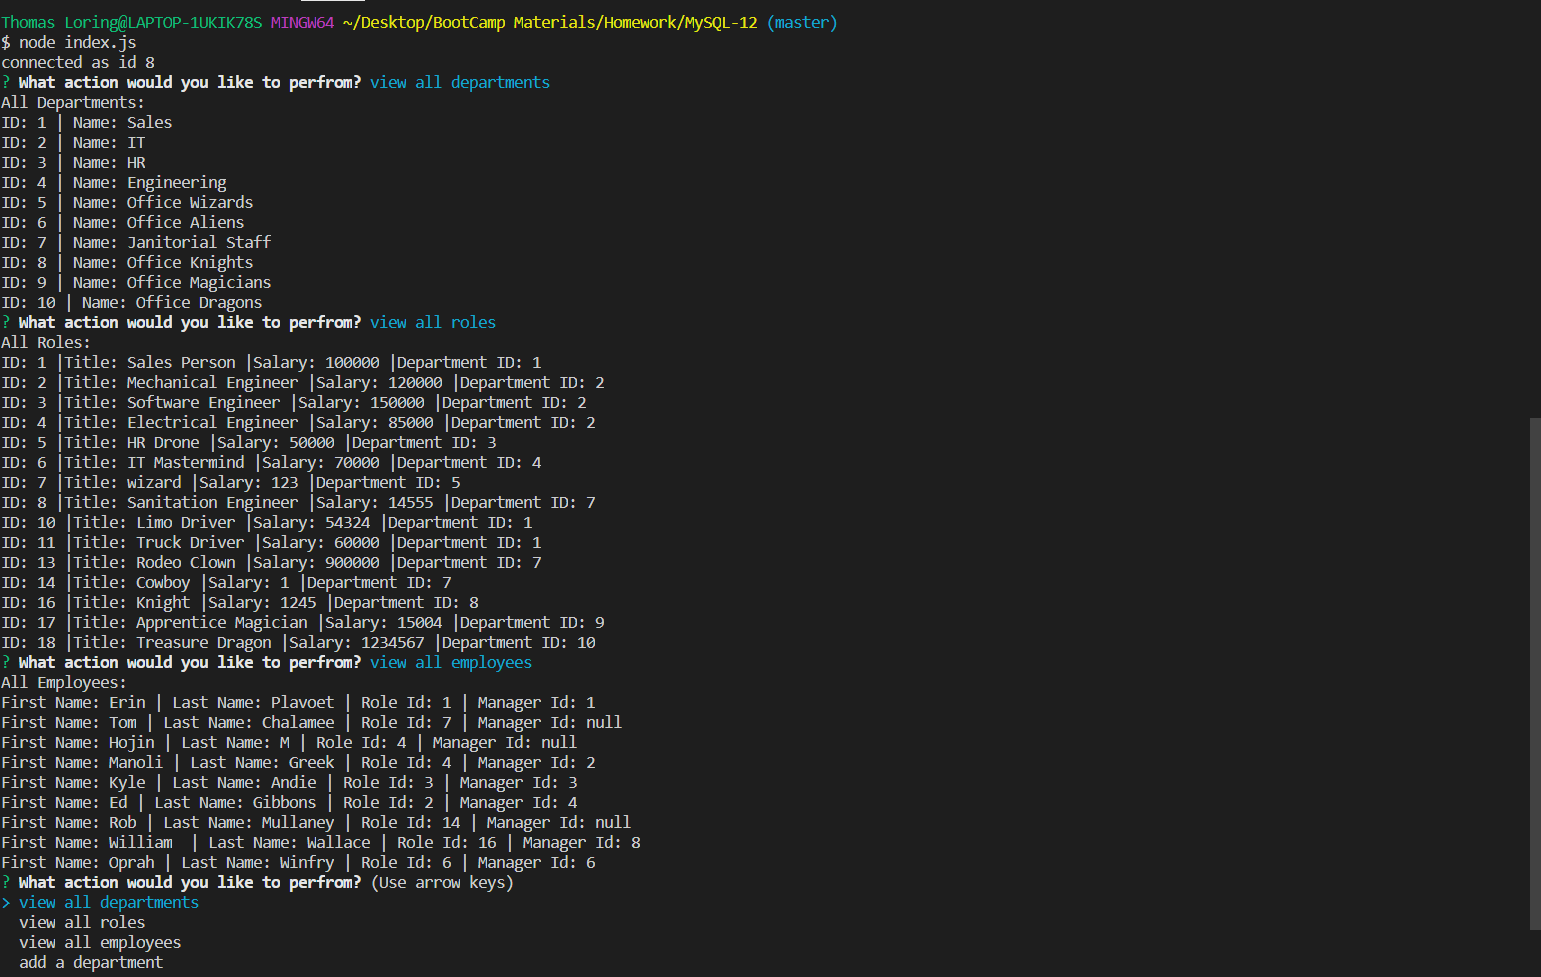 Thomas Loring@LAPTOP-1UKIK78S MINGW64 ~/Desktop/BootCamp Materials/Homework/MySQL-12 (master)
$ node index.js
connected as id 8
? What action would you like to perfrom? view all departments
All Departments:
ID: 1 | Name: Sales
ID: 2 | Name: IT
ID: 3 | Name: HR
ID: 4 | Name: Engineering
ID: 5 | Name: Office Wizards
ID: 6 | Name: Office Aliens
ID: 7 | Name: Janitorial Staff
ID: 8 | Name: Office Knights
ID: 9 | Name: Office Magicians
ID: 10 | Name: Office Dragons
? What action would you like to perfrom? view all roles
All Roles:
ID: 1 |Title: Sales Person |Salary: 100000 |Department ID: 1
ID: 2 |Title: Mechanical Engineer |Salary: 120000 |Department ID: 2
ID: 3 |Title: Software Engineer |Salary: 150000 |Department ID: 2
ID: 4 |Title: Electrical Engineer |Salary: 85000 |Department ID: 2
ID: 5 |Title: HR Drone |Salary: 50000 |Department ID: 3
ID: 6 |Title: IT Mastermind |Salary: 70000 |Department ID: 4
ID: 7 |Title: wizard |Salary: 123 |Department ID: 5
ID: 8 |Title: Sanitation Engineer |Salary: 14555 |Department ID: 7
ID: 10 |Title: Limo Driver |Salary: 54324 |Department ID: 1
ID: 11 |Title: Truck Driver |Salary: 60000 |Department ID: 1
ID: 13 |Title: Rodeo Clown |Salary: 900000 |Department ID: 7
ID: 14 |Title: Cowboy |Salary: 1 |Department ID: 7
ID: 16 |Title: Knight |Salary: 1245 |Department ID: 8
ID: 17 |Title: Apprentice Magician |Salary: 15004 |Department ID: 9
ID: 18 |Title: Treasure Dragon |Salary: 1234567 |Department ID: 10
? What action would you like to perfrom? view all employees
All Employees:
First Name: Erin | Last Name: Plavoet | Role Id: 1 | Manager Id: 1
First Name: Tom | Last Name: Chalamee | Role Id: 7 | Manager Id: null
First Name: Hojin | Last Name: M | Role Id: 4 | Manager Id: null
First Name: Manoli | Last Name: Greek | Role Id: 4 | Manager Id: 2
First Name: Kyle | Last Name: Andie | Role Id: 3 | Manager Id: 3
First Name: Ed | Last Name: Gibbons | Role Id: 2 | Manager Id: 4
First Name: Rob | Last Name: Mullaney | Role Id: 14 | Manager Id: null
First Name: William  | Last Name: Wallace | Role Id: 16 | Manager Id: 8
First Name: Oprah | Last Name: Winfry | Role Id: 6 | Manager Id: 6
? What action would you like to perfrom? (Use arrow keys)
> view all departments
  view all roles
  view all employees
  add a department